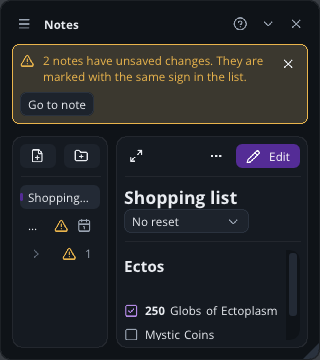 Notes
2 notes have unsaved changes. They are
marked with the same sign in the list.
Go to note
Edit
Shopping...
...
1
Shopping list
No reset
Ectos
250 Globs of Ectoplasm
Mystic Coins